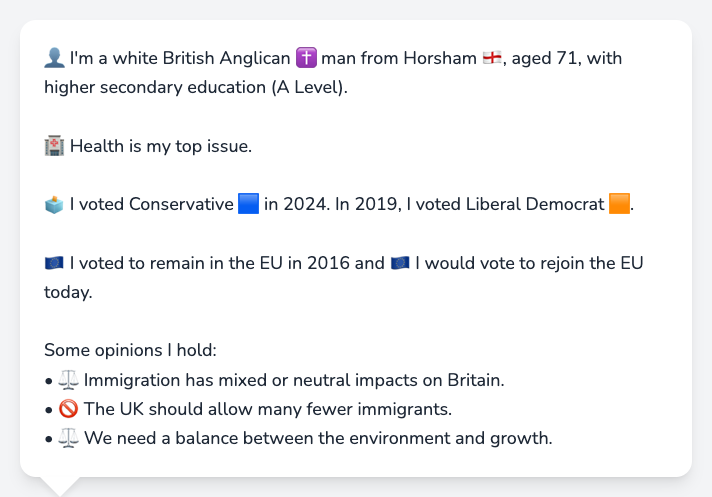 👤 I'm a white British Anglican ✝️ man from Horsham 🏴󠁧󠁢󠁥󠁮󠁧󠁿, aged 71, with
higher secondary education (A Level).
🏥 Health is my top issue.
🗳️ I voted Conservative 🟦 in 2024. In 2019, I voted Liberal Democrat 🟧.
🇪🇺 I voted to remain in the EU in 2016 and 🇪🇺 I would vote to rejoin the EU
today.
Some opinions I hold:
• ⚖️ Immigration has mixed or neutral impacts on Britain.
• 🚫 The UK should allow many fewer immigrants.
• ⚖️ We need a balance between the environment and growth.